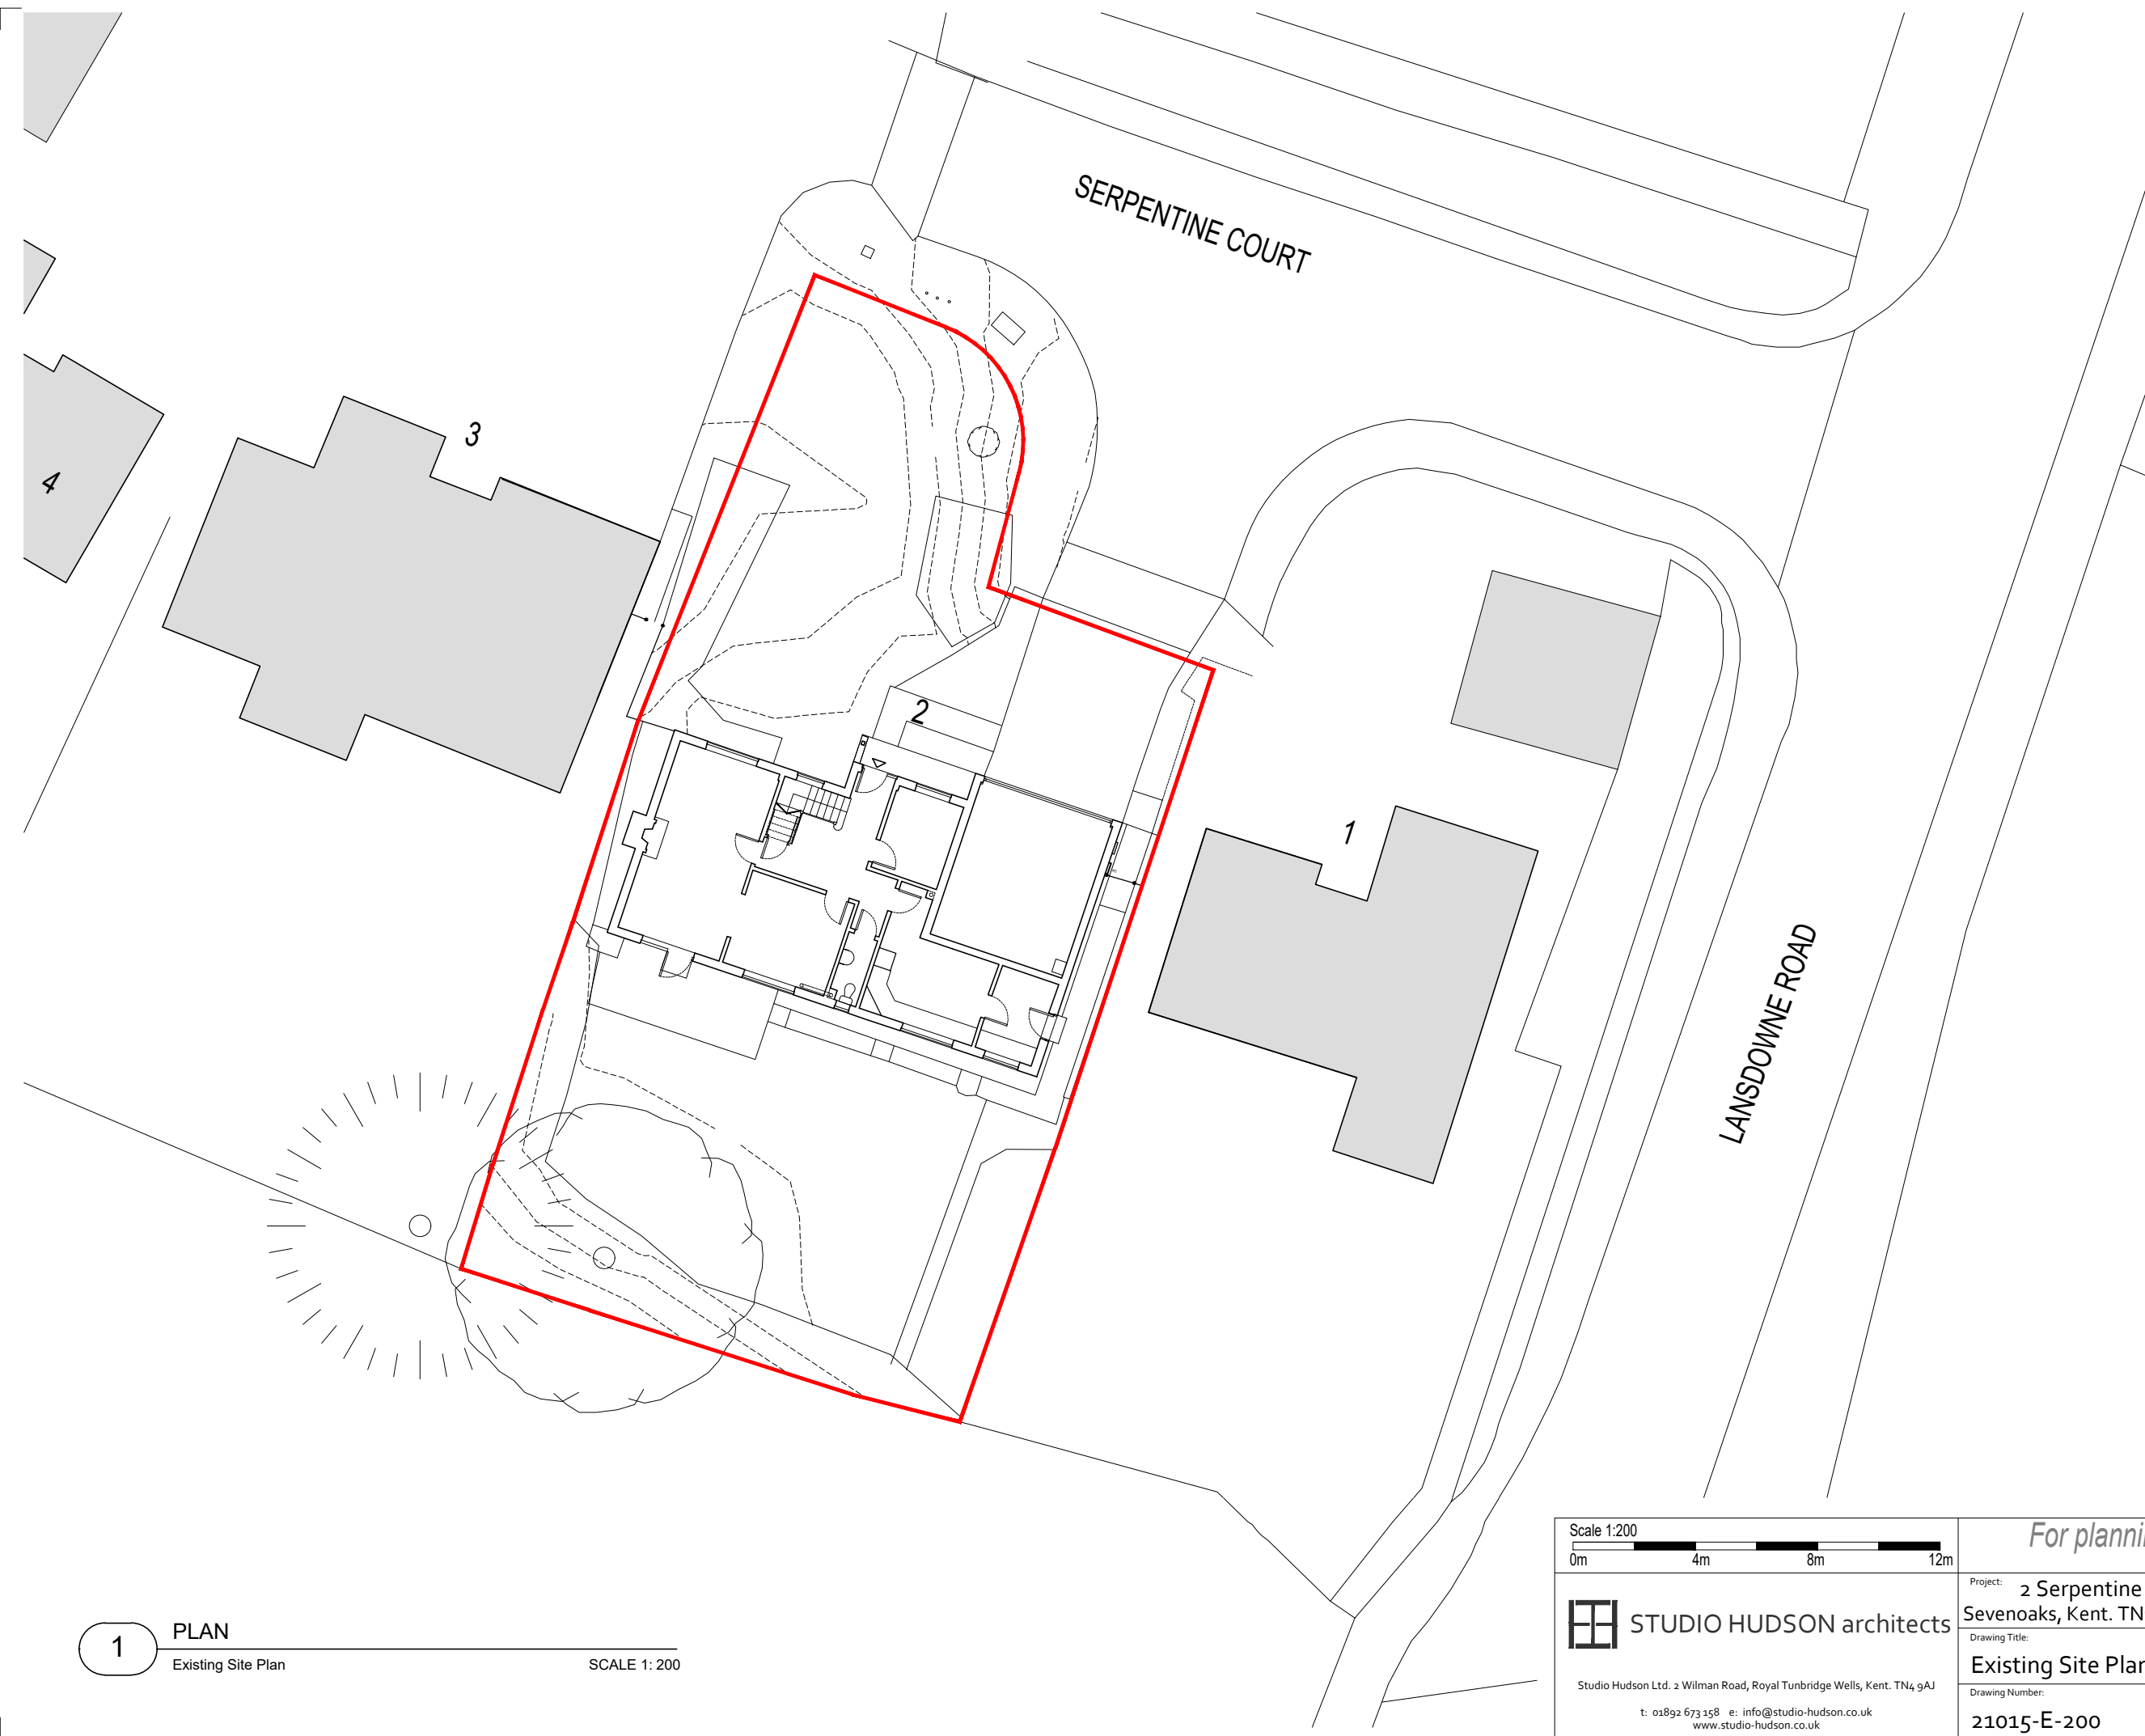 SERPENTINE COURT
3
4
2
1
LANSDOWNE ROAD
1
PLAN
Existing Site Plan
SCALE 1: 200
Scale 1:200
0m 4m 8m 12m
STUDIO HUDSON architects
Studio Hudson Ltd. 2 Wilman Road, Royal Tunbridge Wells, Kent. TN4 9AJ
t: 01892 673 158 e: info@studio-hudson.co.uk
www.studio-hudson.co.uk
For planni
Project: 2 Serpentine
Sevenoaks, Kent. TN
Drawing Title:
Existing Site Plan
Drawing Number:
21015-E-200